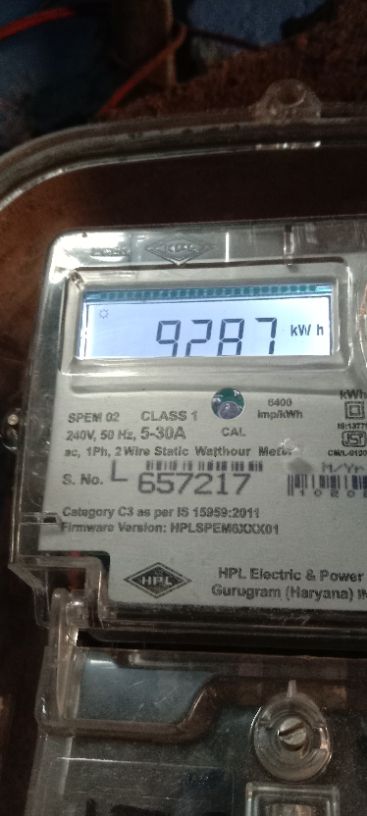 9287 kWh
kWh
6400
imp/kWh
SPEM 02 CLASS 1
CAL
240V, 50 Hz, 5-30A
ac, 1Ph, 2 Wire Static Watthour Meter
M/Yr
S. No. L 657217
Category C3 as per IS 15959:2011
Firmware Version: HPLSPEM6XXX01
HPL
HPL Electric & Power
Gurugram (Haryana)